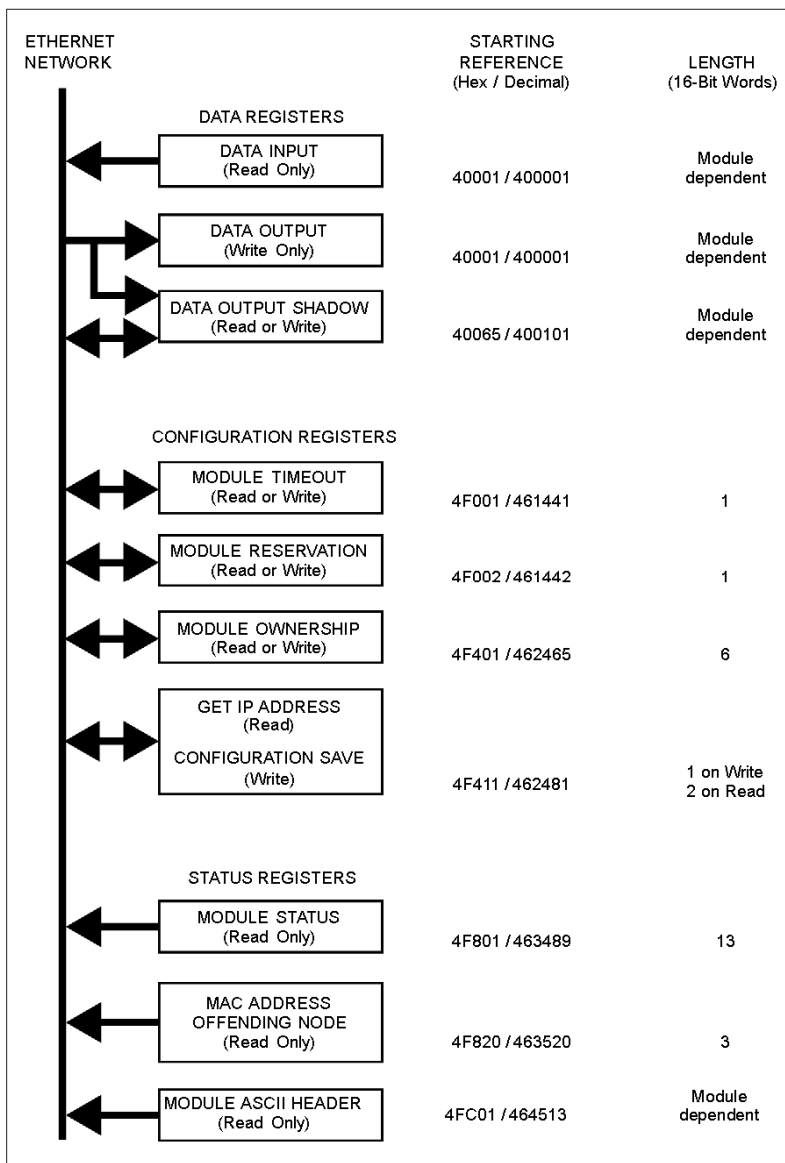 ETHERNET
NETWORK
STARTING
REFERENCE
(Hex / Decimal)
LENGTH
(16-Bit Words)
DATA REGISTERS
DATA INPUT
(Read Only)
40001 / 400001
Module
dependent
DATA OUTPUT
(Write Only)
40001 / 400001
Module
dependent
DATA OUTPUT SHADOW
(Read or Write)
40065 / 400101
Module
dependent
CONFIGURATION REGISTERS
MODULE TIMEOUT
(Read or Write)
4F001 / 461441
1
MODULE RESERVATION
(Read or Write)
4F002 / 461442
1
MODULE OWNERSHIP
(Read or Write)
4F401 / 462465
6
GET IP ADDRESS
(Read)
CONFIGURATION SAVE
(Write)
4F411 / 462481
1 on Write
2 on Read
STATUS REGISTERS
MODULE STATUS
(Read Only)
4F801 / 463489
13
MAC ADDRESS
OFFENDING NODE
(Read Only)
4F820 / 463520
3
MODULE ASCII HEADER
(Read Only)
4FC01 / 464513
Module
dependent